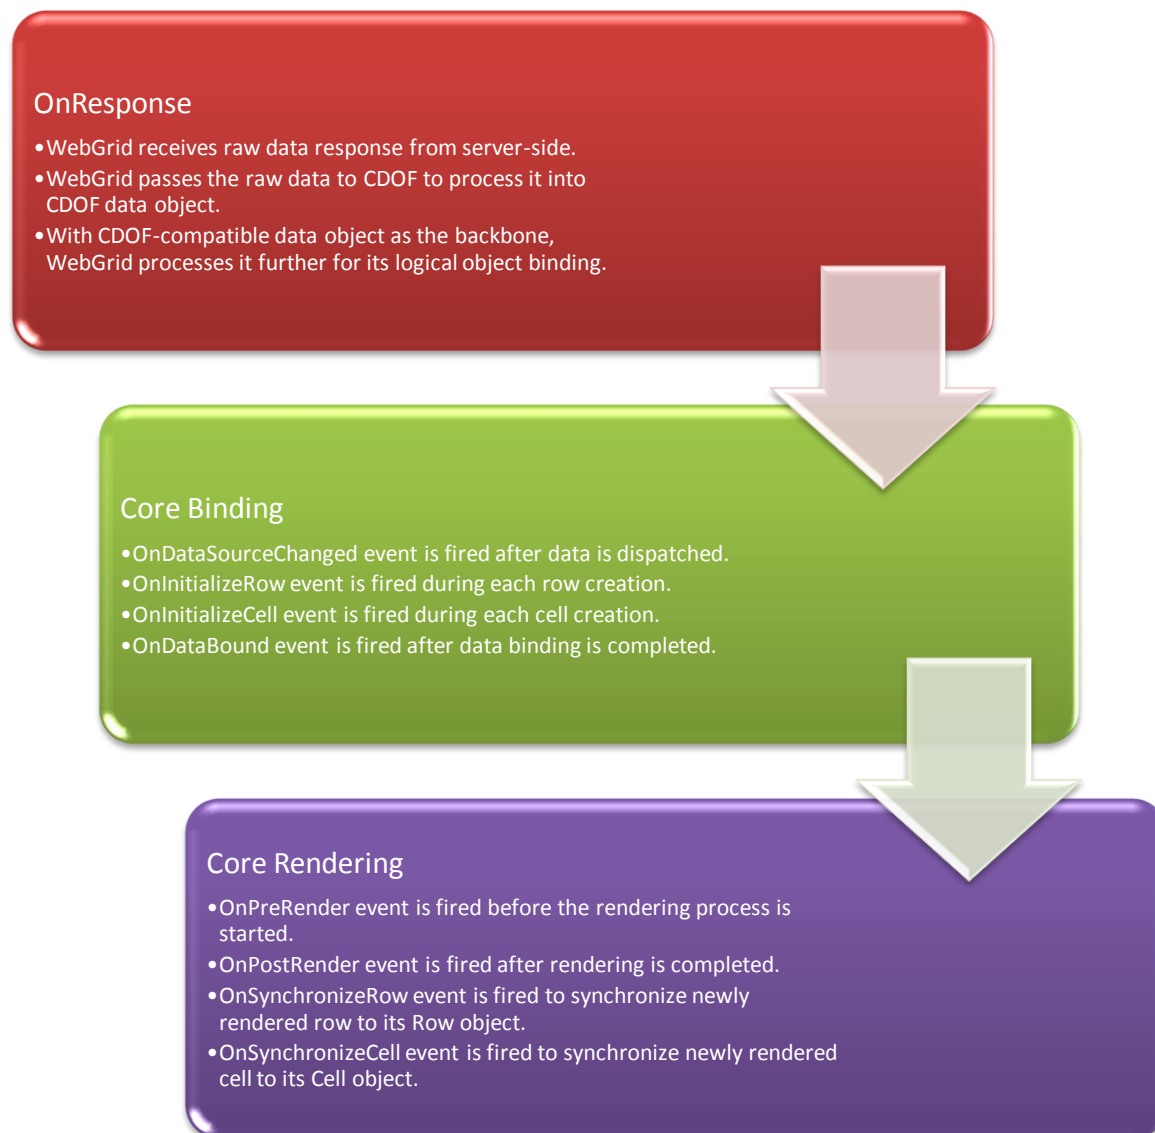 OnResponse
•WebGrid receives raw data response from server-side.
•WebGrid passes the raw data to CDOF to process it into
CDOF data object.
•With CDOF-compatible data object as the backbone,
WebGrid processes it further for its logical object binding.
Core Binding
•OnDataSourceChanged event is fired after data is dispatched.
•OnInitializeRow event is fired during each row creation.
•OnInitializeCell event is fired during each cell creation.
•OnDataBound event is fired after data binding is completed.
Core Rendering
•OnPreRender event is fired before the rendering process is
started.
•OnPostRender event is fired after rendering is completed.
•OnSynchronizeRow event is fired to synchronize newly
rendered row to its Row object.
•OnSynchronizeCell event is fired to synchronize newly rendered
cell to its Cell object.